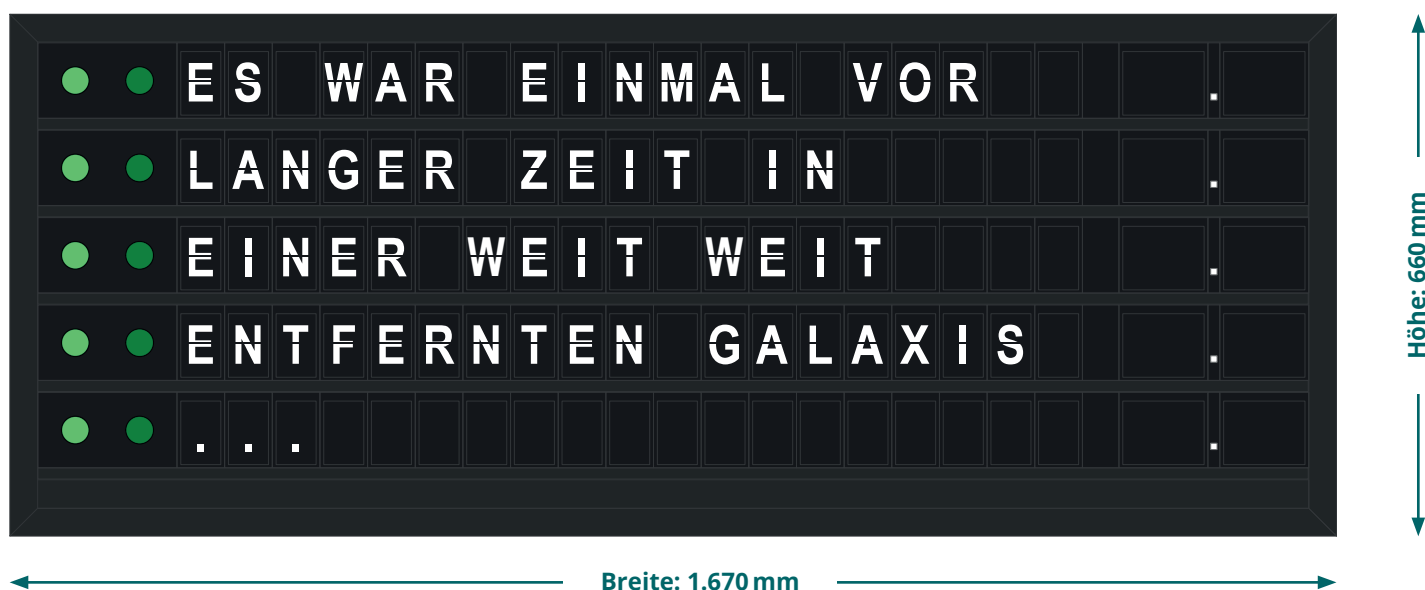 ES WAR EINMAL VOR .
LANGER ZEIT IN .
EINER WEIT WEIT .
ENTFERNTEN GALAXIS .
... .
Höhe: 660 mm
Breite: 1.670 mm